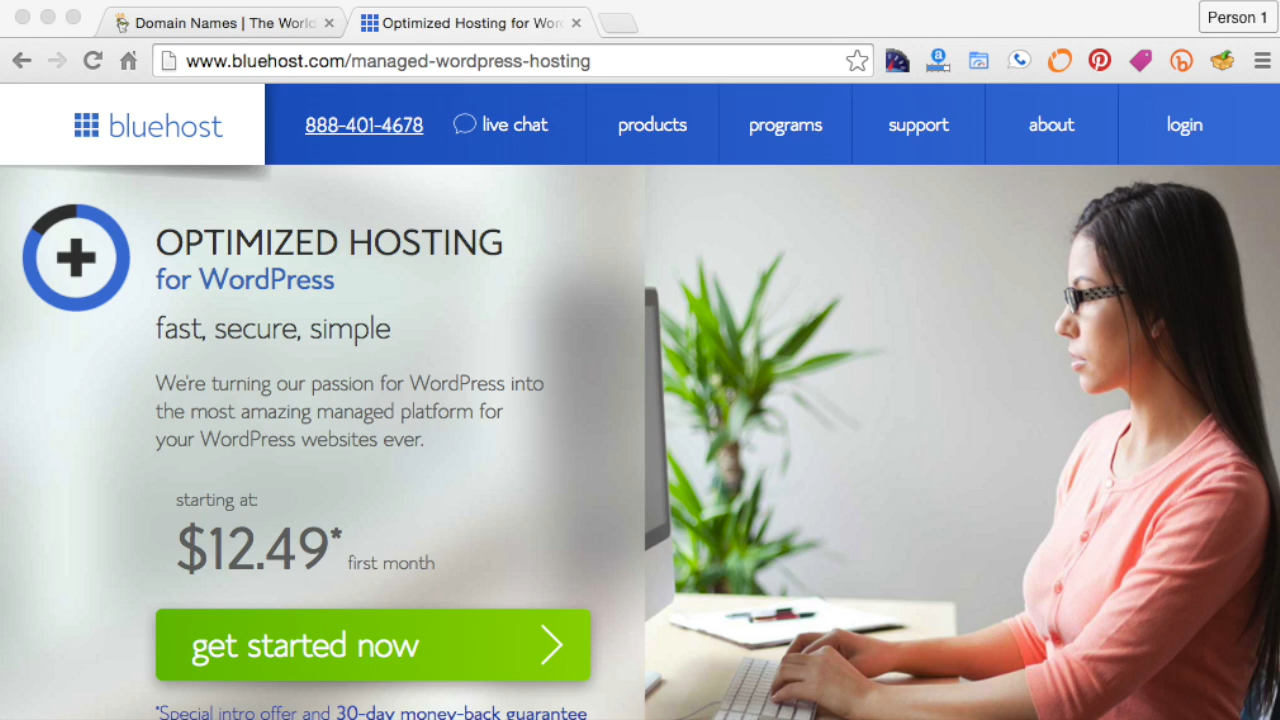 Domain Names | The World
Optimized Hosting for Wor
Person 1
www.bluehost.com/managed-wordpress-hosting
bluehost
888-401-4678
live chat
products
programs
support
about
login
OPTIMIZED HOSTING
for WordPress
fast, secure, simple
We're turning our passion for WordPress into
the most amazing managed platform for
your WordPress websites ever.
starting at:
$12.49*
first month
get started now
*Special intro offer and 30-day money-back guarantee